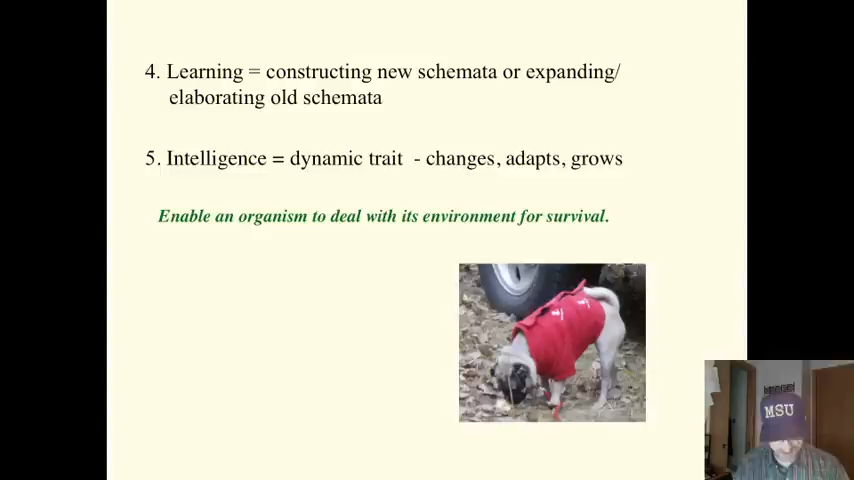 4. Learning = constructing new schemata or expanding/
elaborating old schemata
5. Intelligence = dynamic trait - changes, adapts, grows
Enable an organism to deal with its environment for survival.
MSU